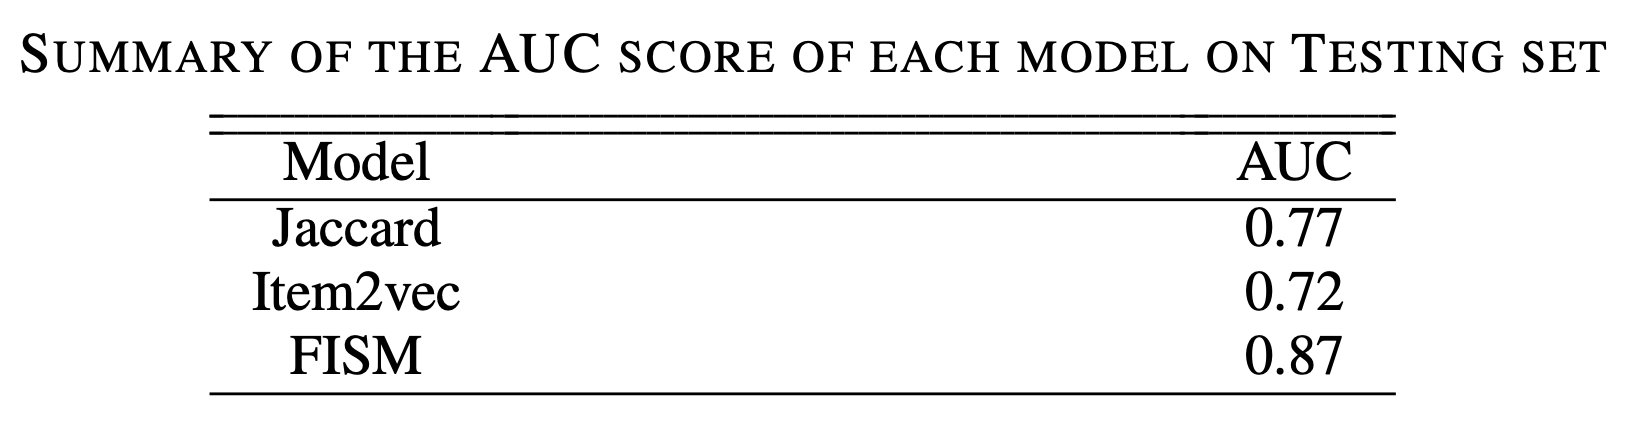 SUMMARY OF THE AUC SCORE OF EACH MODEL ON TESTING SET
Model AUC
Jaccard 0.77
Item2vec 0.72
FISM 0.87